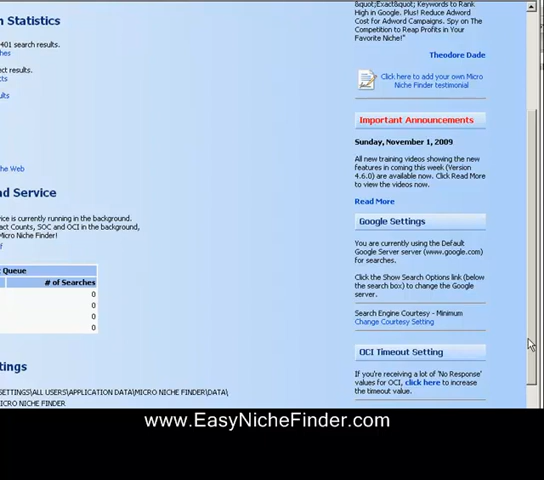 n Statistics
401 search results.
ches
ect results.
cts
ults
he Web
nd Service
vice is currently running in the background.
act Counts, SOC and OCI in the background,
Micro Niche Finder!
f
t Queue
# of Searches
0
0
0
0
ttings
SETTINGS\ALL USERS\APPLICATION DATA\MICRO NICHE FINDER\DATA\
ICRO NICHE FINDER
&quot;Exact&quot; Keywords to Rank
High in Google. Plus! Reduce Adword
Cost for Adword Campaigns. Spy on The
Competition to Reap Profits in Your
Favorite Niche!"
Theodore Dade
Click here to add your own Micro
Niche Finder testimonial
Important Announcements
Sunday, November 1, 2009
All new training videos showing the new
features in coming this week (Version
4.6.0) are available now. Click Read More
to view the videos now.
Read More
Google Settings
You are currently using the Default
Google Server server (www.google.com)
for searches.
Click the Show Search Options link (below
the search box) to change the Google
server.
Search Engine Courtesy - Minimum
Change Courtesy Setting
OCI Timeout Setting
If you're receiving a lot of 'No Response'
values for OCI, click here to increase
the timeout value.
www.EasyNicheFinder.com